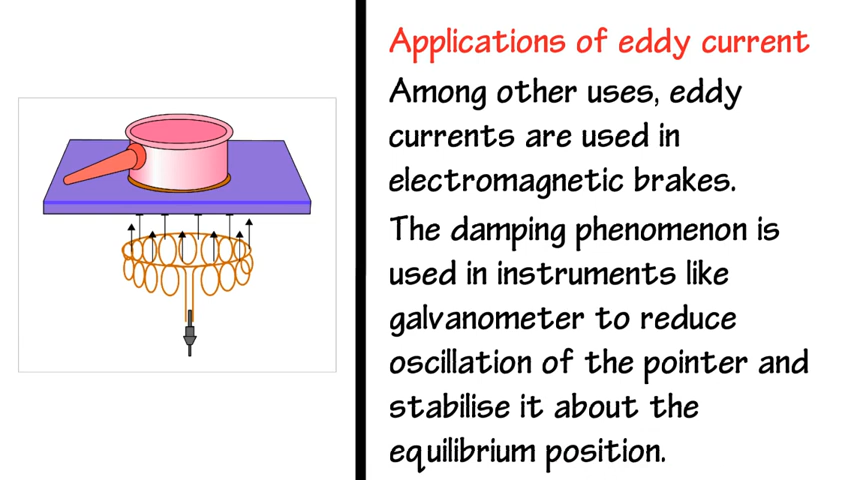 Applications of eddy current
Among other uses, eddy
currents are used in
electromagnetic brakes.
The damping phenomenon is
used in instruments like
galvanometer to reduce
oscillation of the pointer and
stabilise it about the
equilibrium position.